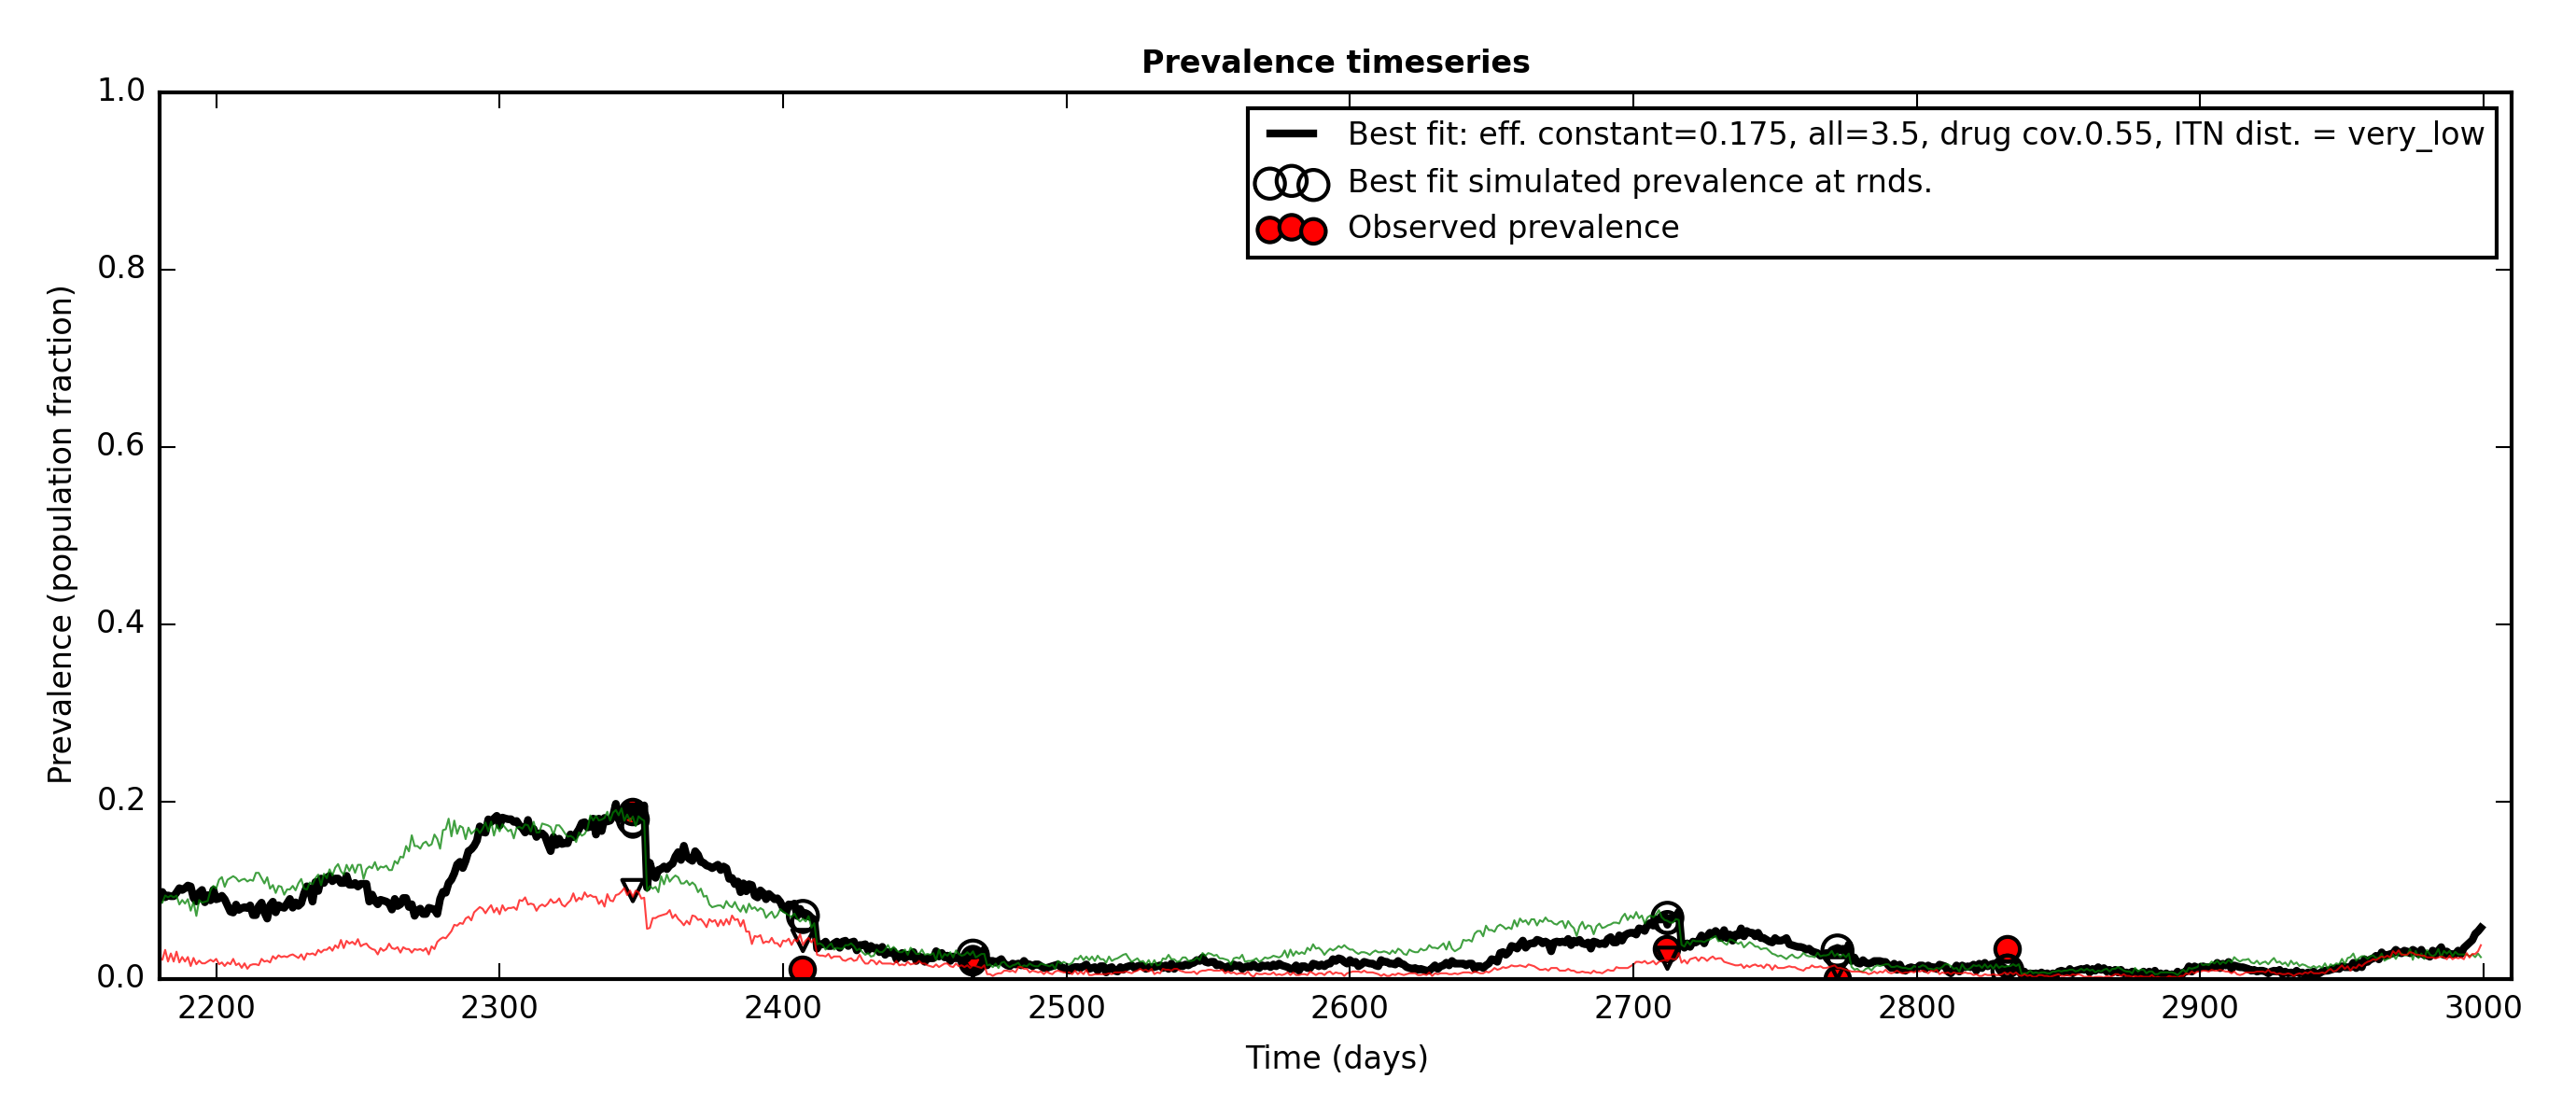 Prevalence timeseries
1.0
0.8
0.6
0.4
0.2
0.0
Prevalence (population fraction)
Best fit: eff. constant=0.175, all=3.5, drug cov.0.55, ITN dist. = very_low
Best fit simulated prevalence at rnds.
Observed prevalence
2200 2300 2400 2500 2600 2700 2800 2900 3000
Time (days)